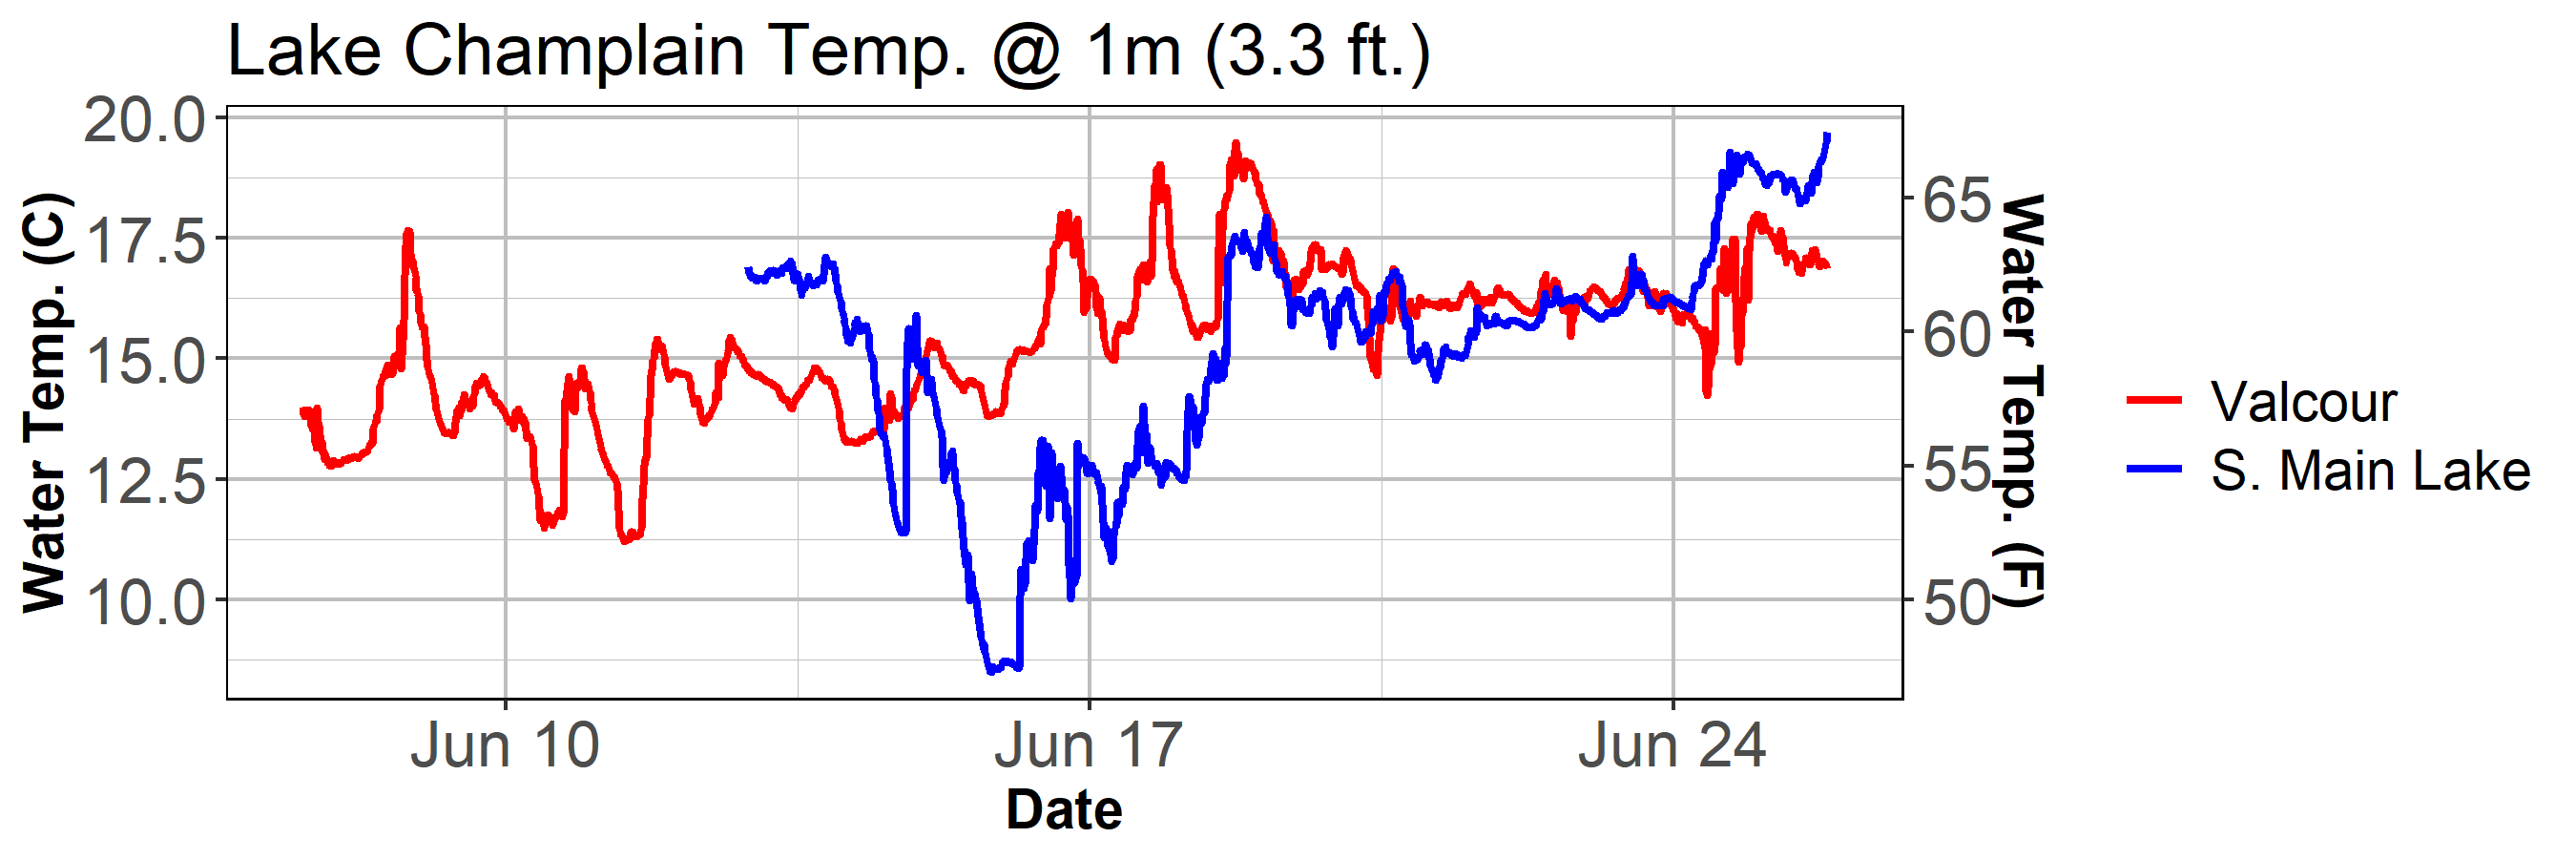 Lake Champlain Temp. @ 1m (3.3 ft.)
Water Temp. (C)
20.0
17.5
15.0
12.5
10.0
65
60
55
50
Water Temp. (F)
Jun 10
Jun 17
Jun 24
Date
Valcour
S. Main Lake